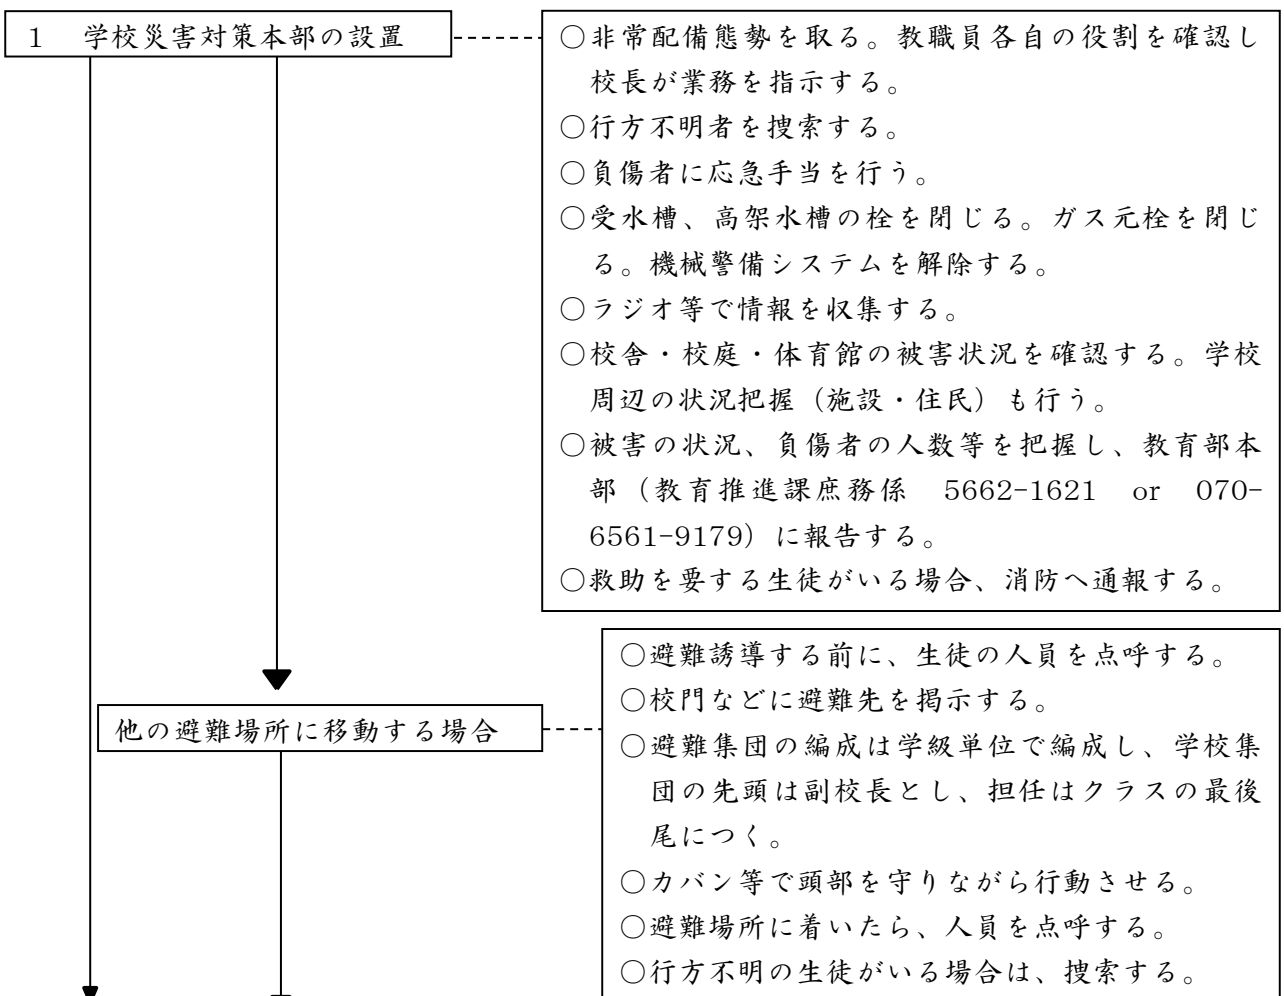 1　学校災害対策本部の設置
○非常配備態勢を取る。教職員各自の役割を確認し
校長が業務を指示する。
○行方不明者を捜索する。
○負傷者に応急手当を行う。
○受水槽、高架水槽の栓を閉じる。ガス元栓を閉じ
る。機械警備システムを解除する。
○ラジオ等で情報を収集する。
○校舎・校庭・体育館の被害状況を確認する。学校
周辺の状況把握（施設・住民）も行う。
○被害の状況、負傷者の人数等を把握し、教育部本
部（教育推進課庶務係　5662-1621　or　070-
6561-9179）に報告する。
○救助を要する生徒がいる場合、消防へ通報する。
他の避難場所に移動する場合
○避難誘導する前に、生徒の人員を点呼する。
○校門などに避難先を掲示する。
○避難集団の編成は学級単位で編成し、学校集
団の先頭は副校長とし、担任はクラスの最後
尾につく。
○カバン等で頭部を守りながら行動させる。
○避難場所に着いたら、人員を点呼する。
○行方不明の生徒がいる場合は、捜索する。